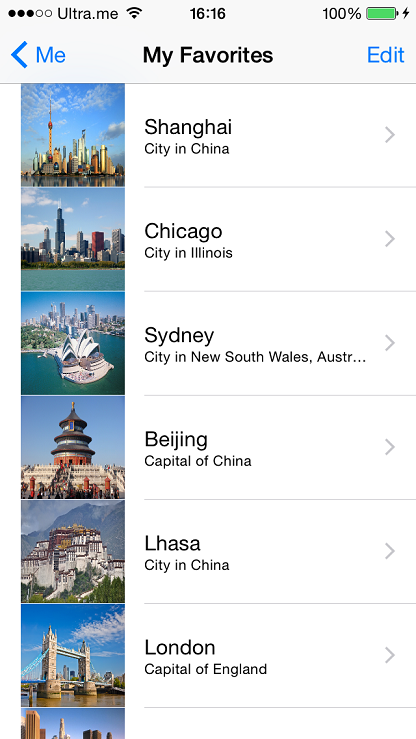 Ultra.me 16:16 100%
Me My Favorites Edit
Shanghai
City in China
Chicago
City in Illinois
Sydney
City in New South Wales, Austr...
Beijing
Capital of China
Lhasa
City in China
London
Capital of England